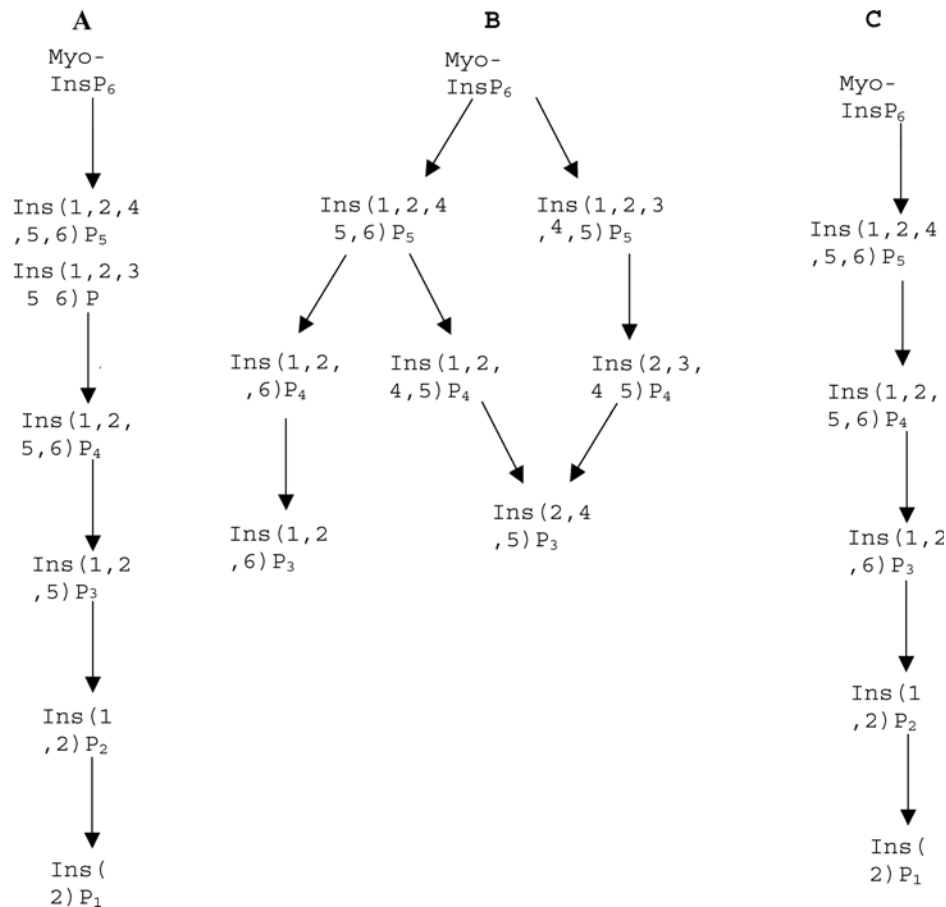 A
Myo-
InsP₆
Ins(1,2,4
,5,6)P₅
Ins(1,2,3
5 6)P
Ins(1,2,
5,6)P₄
Ins(1,2
,5)P₃
Ins(1
,2)P₂
Ins(
2)P₁
B
Myo-
InsP₆
Ins(1,2,4
5,6)P₅
Ins(1,2,3
,4,5)P₅
Ins(1,2,
,6)P₄
Ins(1,2,
4,5)P₄
Ins(2,3,
4 5)P₄
Ins(1,2
,6)P₃
Ins(2,4
,5)P₃
C
Myo-
InsP₆
Ins(1,2,4
,5,6)P₅
Ins(1,2,
5,6)P₄
Ins(1,2
,6)P₃
Ins(1
,2)P₂
Ins(
2)P₁